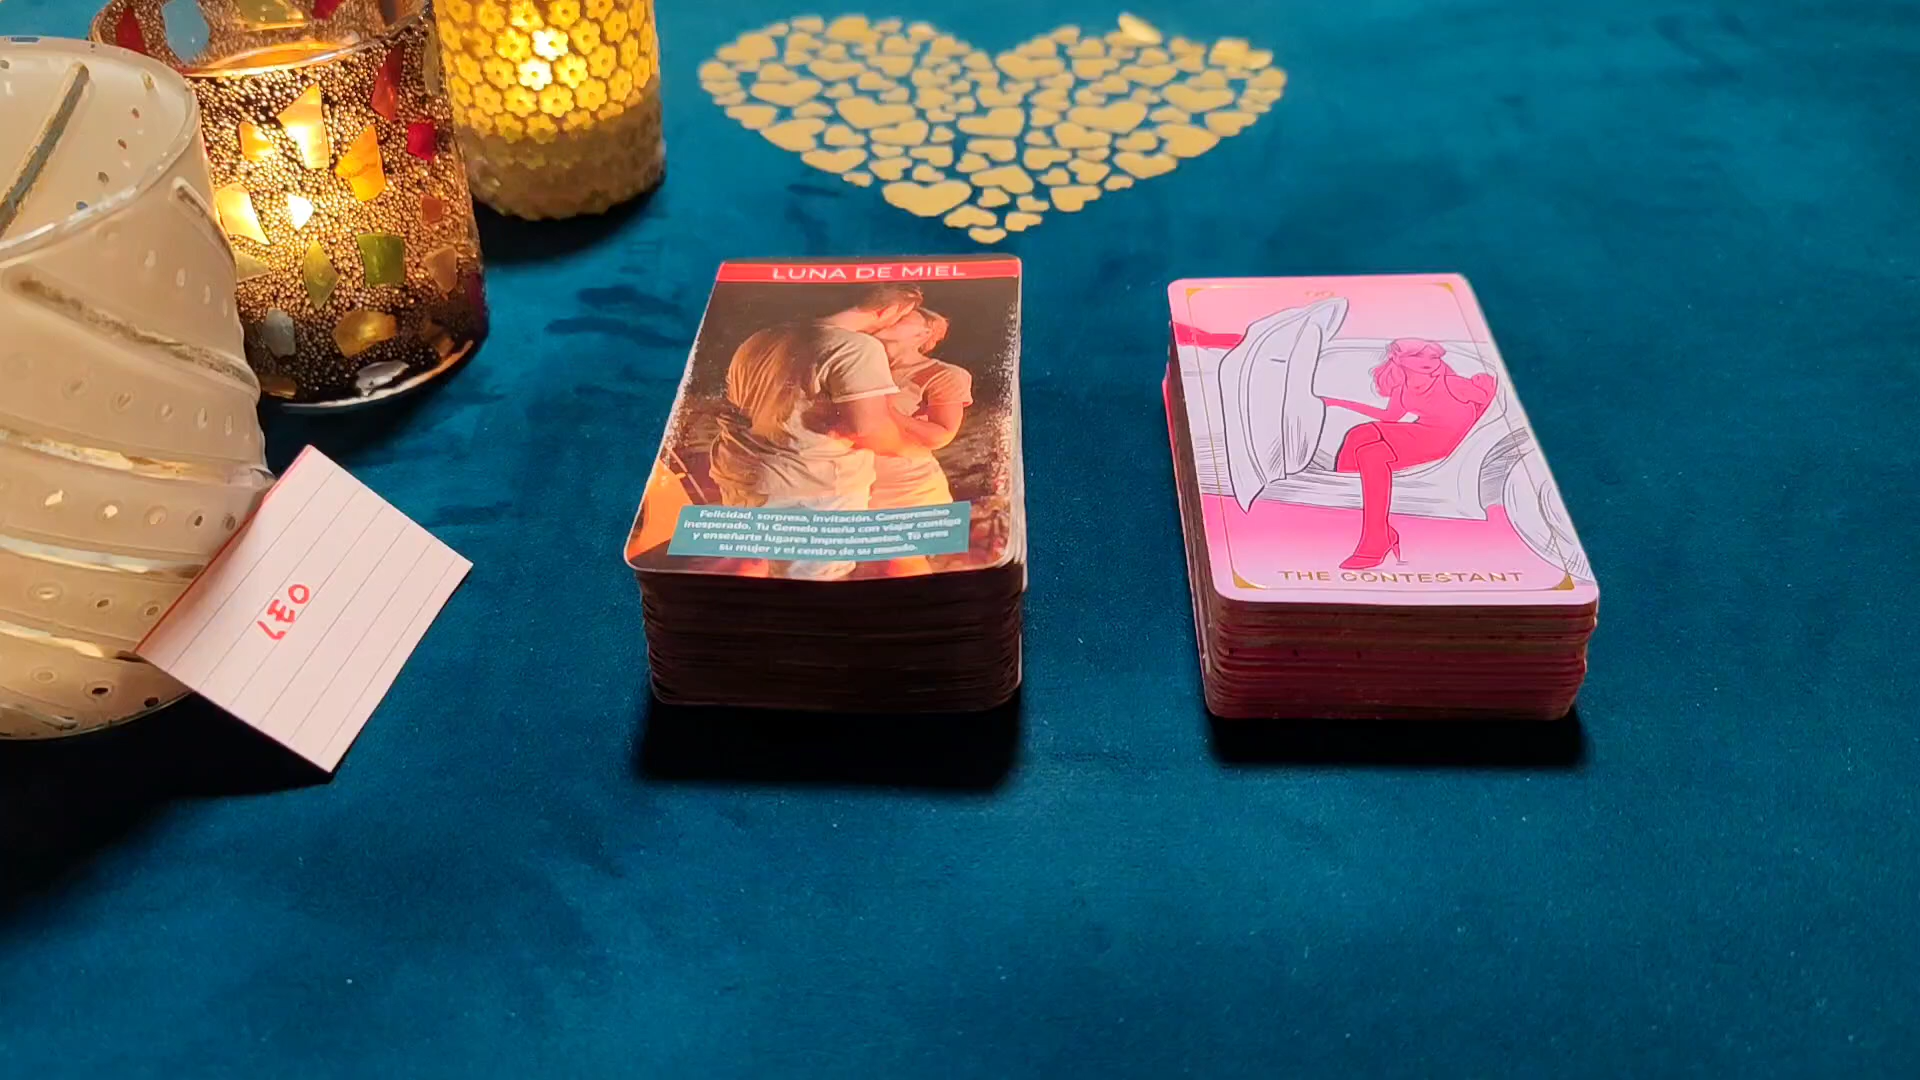 LUNA DE MIEL
Felicidad, sorpresa, invitación. Compromiso
inesperado. Tu Gemelo sueña con viajar contigo
y enseñarte lugares impresionantes. Tú eres
su mujer y el centro de su mundo.
THE CONTESTANT
LEO